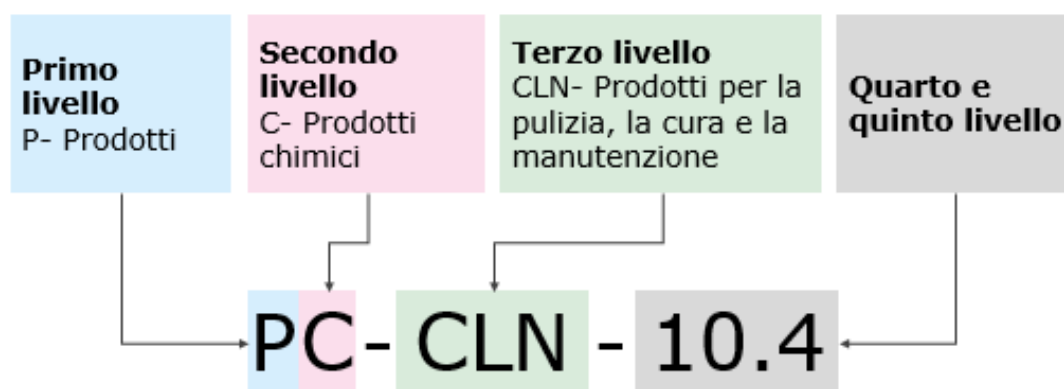 Primo
livello
P- Prodotti
Secondo
livello
C- Prodotti
chimici
Terzo livello
CLN- Prodotti per la
pulizia, la cura e la
manutenzione
Quarto e
quinto livello
PC - CLN - 10.4